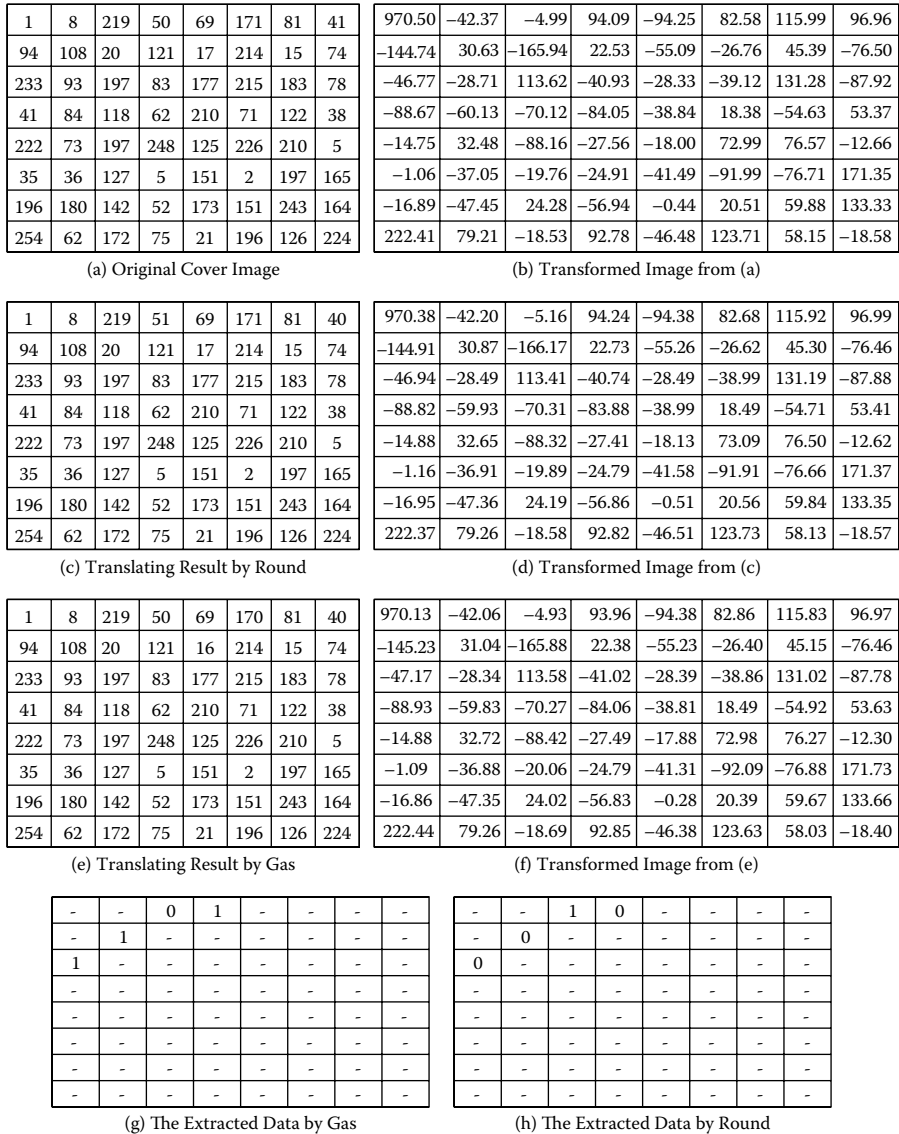 1 8 219 50 69 171 81 41
94 108 20 121 17 214 15 74
233 93 197 83 177 215 183 78
41 84 118 62 210 71 122 38
222 73 197 248 125 226 210 5
35 36 127 5 151 2 197 165
196 180 142 52 173 151 243 164
254 62 172 75 21 196 126 224
(a) Original Cover Image
970.50 −42.37 −4.99 94.09 −94.25 82.58 115.99 96.96
−144.74 30.63 −165.94 22.53 −55.09 −26.76 45.39 −76.50
−46.77 −28.71 113.62 −40.93 −28.33 −39.12 131.28 −87.92
−88.67 −60.13 −70.12 −84.05 −38.84 18.38 −54.63 53.37
−14.75 32.48 −88.16 −27.56 −18.00 72.99 76.57 −12.66
−1.06 −37.05 −19.76 −24.91 −41.49 −91.99 −76.71 171.35
−16.89 −47.45 24.28 −56.94 −0.44 20.51 59.88 133.33
222.41 79.21 −18.53 92.78 −46.48 123.71 58.15 −18.58
(b) Transformed Image from (a)
1 8 219 51 69 171 81 40
94 108 20 121 17 214 15 74
233 93 197 83 177 215 183 78
41 84 118 62 210 71 122 38
222 73 197 248 125 226 210 5
35 36 127 5 151 2 197 165
196 180 142 52 173 151 243 164
254 62 172 75 21 196 126 224
(c) Translating Result by Round
970.38 −42.20 −5.16 94.24 −94.38 82.68 115.92 96.99
−144.91 30.87 −166.17 22.73 −55.26 −26.62 45.30 −76.46
−46.94 −28.49 113.41 −40.74 −28.49 −38.99 131.19 −87.88
−88.82 −59.93 −70.31 −83.88 −38.99 18.49 −54.71 53.41
−14.88 32.65 −88.32 −27.41 −18.13 73.09 76.50 −12.62
−1.16 −36.91 −19.89 −24.79 −41.58 −91.91 −76.66 171.37
−16.95 −47.36 24.19 −56.86 −0.51 20.56 59.84 133.35
222.37 79.26 −18.58 92.82 −46.51 123.73 58.13 −18.57
(d) Transformed Image from (c)
1 8 219 50 69 170 81 40
94 108 20 121 16 214 15 74
233 93 197 83 177 215 183 78
41 84 118 62 210 71 122 38
222 73 197 248 125 226 210 5
35 36 127 5 151 2 197 165
196 180 142 52 173 151 243 164
254 62 172 75 21 196 126 224
(e) Translating Result by Gas
970.13 −42.06 −4.93 93.96 −94.38 82.86 115.83 96.97
−145.23 31.04 −165.88 22.38 −55.23 −26.40 45.15 −76.46
−47.17 −28.34 113.58 −41.02 −28.39 −38.86 131.02 −87.78
−88.93 −59.83 −70.27 −84.06 −38.81 18.49 −54.92 53.63
−14.88 32.72 −88.42 −27.49 −17.88 72.98 76.27 −12.30
−1.09 −36.88 −20.06 −24.79 −41.31 −92.09 −76.88 171.73
−16.86 −47.35 24.02 −56.83 −0.28 20.39 59.67 133.66
222.44 79.26 −18.69 92.85 −46.38 123.63 58.03 −18.40
(f) Transformed Image from (e)
- - 0 1 - - - -
- 1 - - - - - -
1 - - - - - - -
- - - - - - - -
- - - - - - - -
- - - - - - - -
- - - - - - - -
- - - - - - - -
(g) The Extracted Data by Gas
- - 1 0 - - - -
- 0 - - - - - -
0 - - - - - - -
- - - - - - - -
- - - - - - - -
- - - - - - - -
- - - - - - - -
- - - - - - - -
(h) The Extracted Data by Round